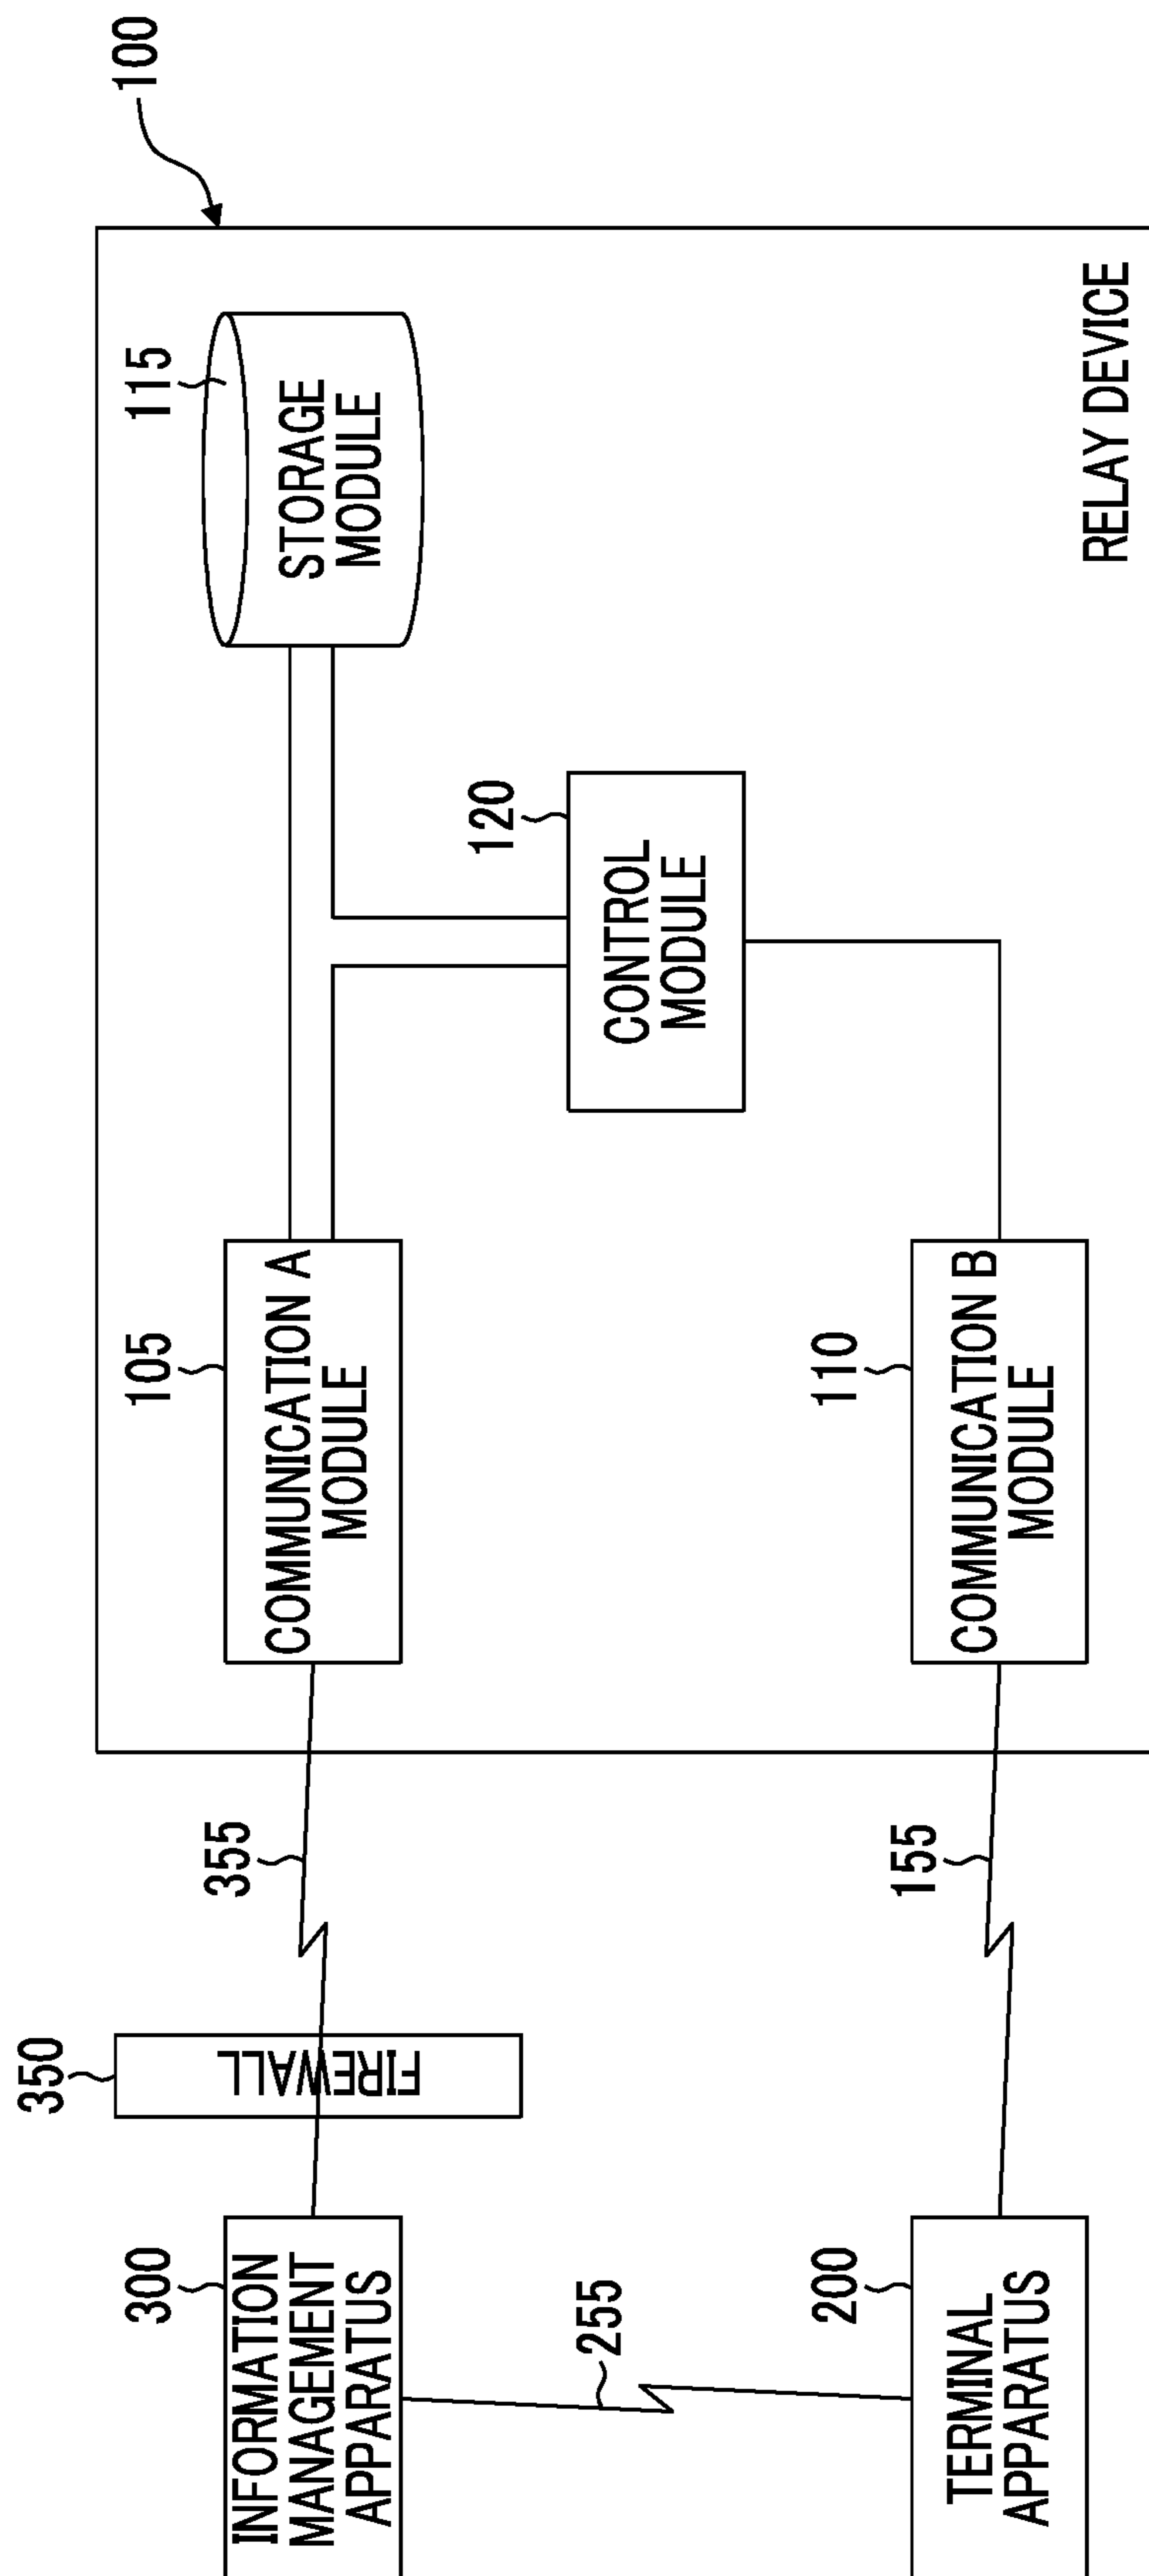 100
350
300
INFORMATION
MANAGEMENT
APPARATUS
FIREWALL
355
105
COMMUNICATION A
MODULE
115
STORAGE
MODULE
120
CONTROL
MODULE
255
200
TERMINAL
APPARATUS
155
110
COMMUNICATION B
MODULE
RELAY DEVICE